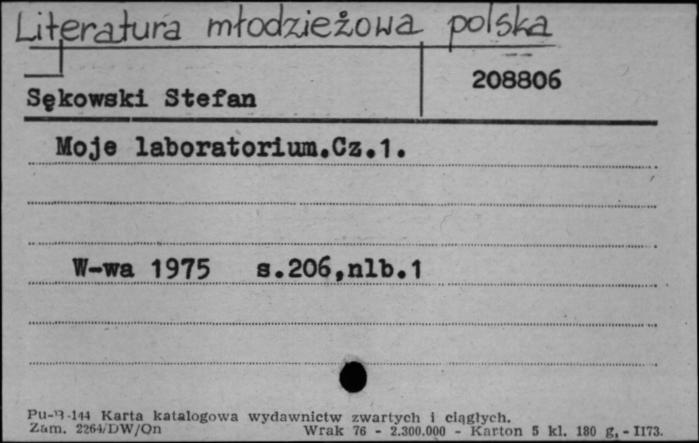 Literatura młodzieżowa polska
208806
Sękowski Stefan
Moje laboratorium.Cz.1.
W-wa 1975 s.206,nlb.1
Pu-B-144 Karta katalogowa wydawnictw zwartych i ciągłych.
Zam. 2264/DW/On Wrak 76 - 2.300.000 - Karton 5 kl. 180 g, - II73.